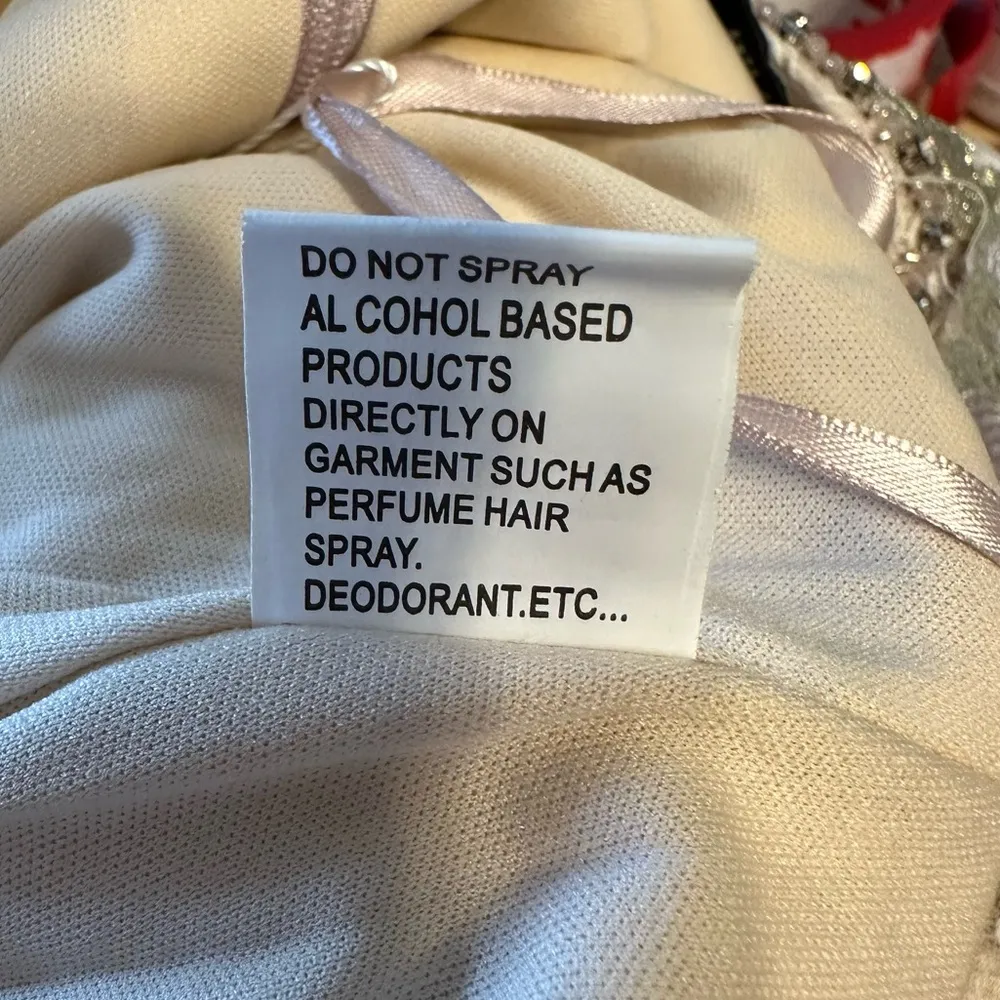 DO NOT SPRAY
AL COHOL BASED
PRODUCTS
DIRECTLY ON
GARMENT SUCH AS
PERFUME HAIR
SPRAY.
DEODORANT.ETC...